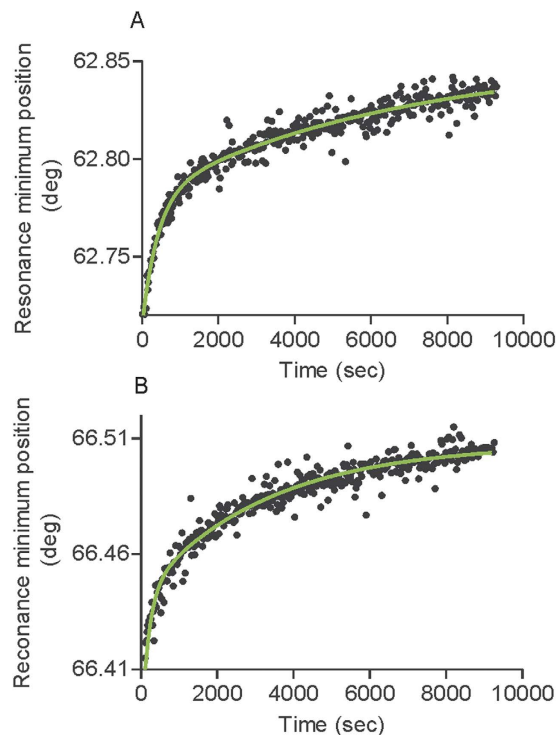 A
Resonance minimum position
(deg)
62.85
62.80
62.75
0 2000 4000 6000 8000 10000
Time (sec)
B
Reconance minimum position
(deg)
66.51
66.46
66.41
0 2000 4000 6000 8000 10000
Time (sec)